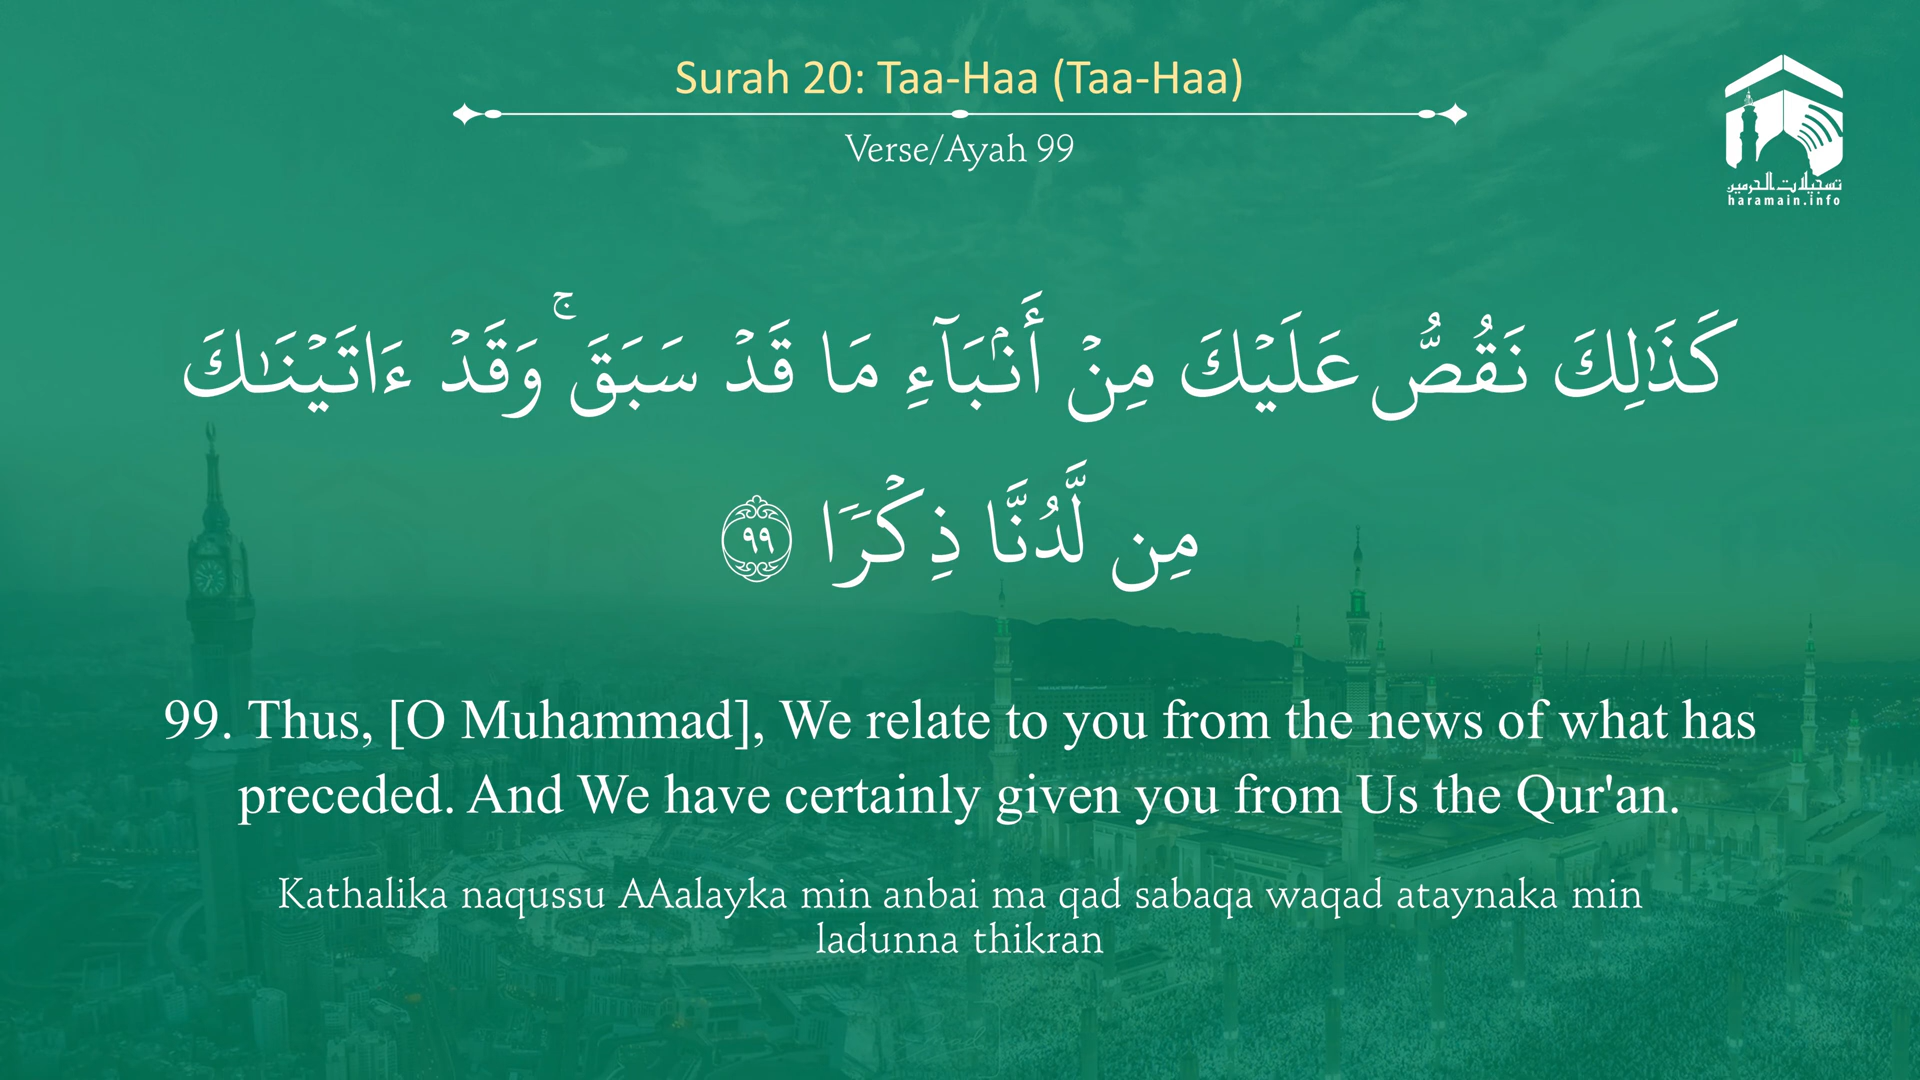 Surah 20: Taa-Haa (Taa-Haa)
Verse/Ayah 99
تسجيلات الحرمين
haramain.info
كَذَٰلِكَ نَقُصُّ عَلَيۡكَ مِنۡ أَنۢبَآءِ مَا قَدۡ سَبَقَۚ وَقَدۡ ءَاتَيۡنَٰكَ
مِن لَّدُنَّا ذِكۡرٗا ٩٩
99. Thus, [O Muhammad], We relate to you from the news of what has
preceded. And We have certainly given you from Us the Qur'an.
Kathalika naqussu AAalayka min anbai ma qad sabaqa waqad ataynaka min
ladunna thikran